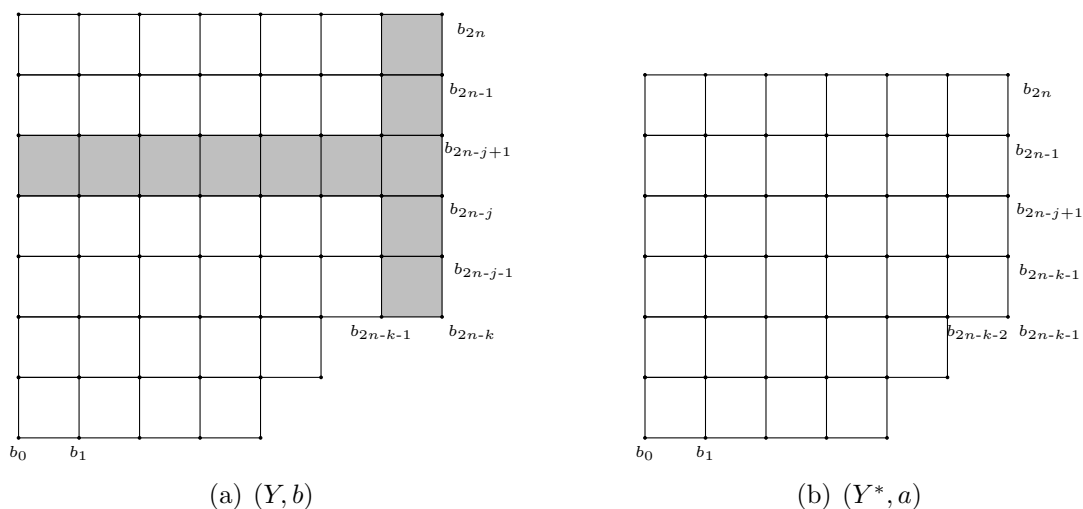 b_{2n}
b_{2n-1}
b_{2n-j+1}
b_{2n-j}
b_{2n-j-1}
b_{2n-k-1} b_{2n-k}
b_0 b_1
(a) (Y, b)
b_{2n}
b_{2n-1}
b_{2n-j+1}
b_{2n-k-1}
b_{2n-k-2} b_{2n-k-1}
b_0 b_1
(b) (Y*, a)